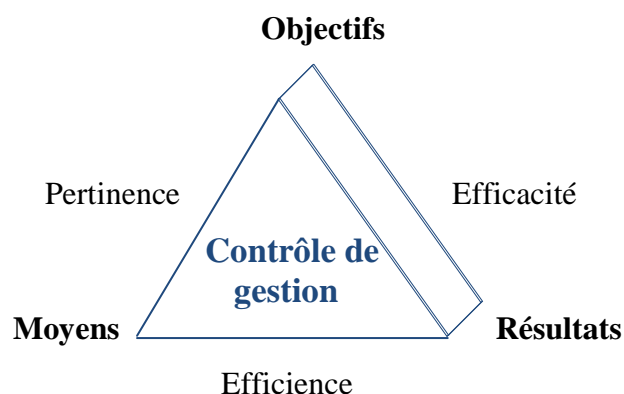 Objectifs
Pertinence
Efficacité
Contrôle de
gestion
Moyens
Résultats
Efficience